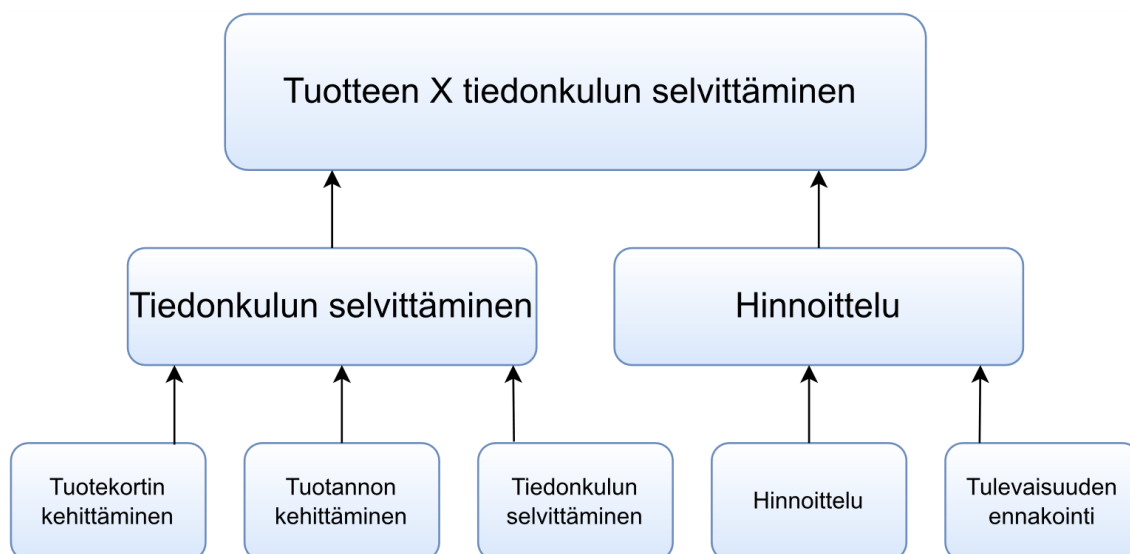 Tuotteen X tiedonkulun selvittäminen
Tiedonkulun selvittäminen
Hinnoittelu
Tuotekortin
kehittäminen
Tuotannon
kehittäminen
Tiedonkulun
selvittäminen
Hinnoittelu
Tulevaisuuden
ennakointi